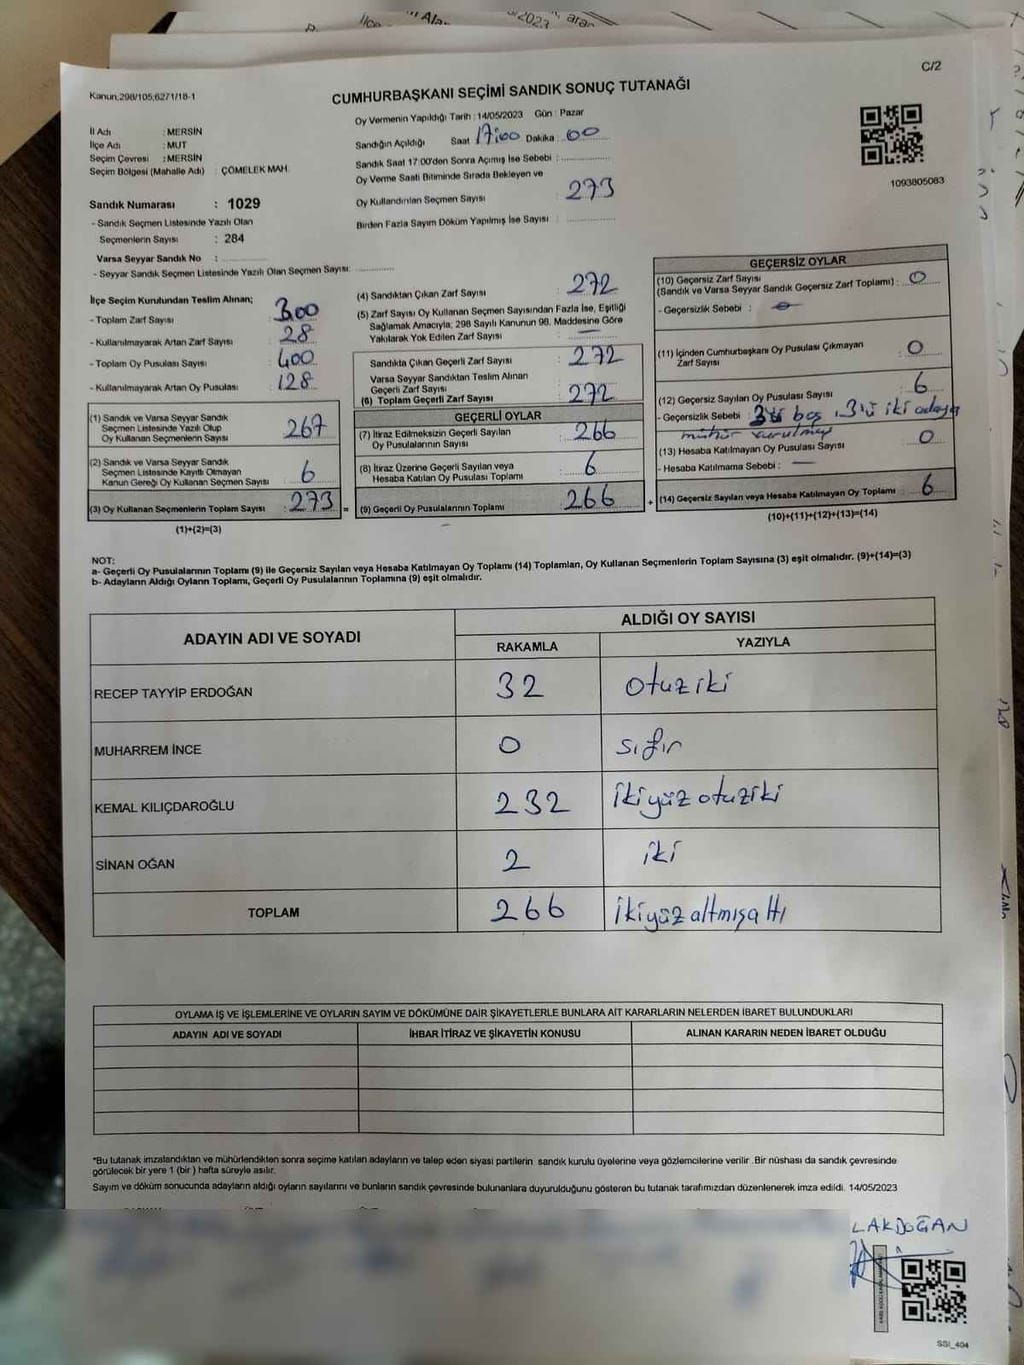 C/2
Kanun,298/105,6271/18-1
CUMHURBAŞKANI SEÇİMİ SANDIK SONUÇ TUTANAĞI
İl Adı : MERSİN
İlçe Adı : MUT
Seçim Çevresi : MERSİN
Seçim Bölgesi (Mahalle Adı) : ÇÖMELEK MAH.
Sandık Numarası : 1029
- Sandık Seçmen Listesinde Yazılı Olan
Seçmenlerin Sayısı : 284
Varsa Seyyar Sandık No :
- Seyyar Sandık Seçmen Listesinde Yazılı Olan Seçmen Sayısı:
Oy Vermenin Yapıldığı Tarih : 14/05/2023 Gün : Pazar
Sandığın Açıldığı Saat 17:00 Dakika : 00
Sandık Saat 17:00'den Sonra Açımış İse Sebebi :
Oy Verme Saati Bitiminde Sırada Bekleyen ve
Oy Kullandırılan Seçmen Sayısı : 273
Birden Fazla Sayım Döküm Yapılmış İse Sayısı :
1093805083
İlçe Seçim Kurulundan Teslim Alınan;
- Toplam Zarf Sayısı : 300
- Kullanılmayarak Artan Zarf Sayısı : 28
- Toplam Oy Pusulası Sayısı : 400
- Kullanılmayarak Artan Oy Pusulası : 128
(1) Sandık ve Varsa Seyyar Sandık
Seçmen Listesinde Yazılı Olup
Oy Kullanan Seçmenlerin Sayısı : 267
(2) Sandık ve Varsa Seyyar Sandık
Seçmen Listesinde Kayıtlı Olmayan
Kanun Gereği Oy Kullanan Seçmen Sayısı : 6
(3) Oy Kullanan Seçmenlerin Toplam Sayısı : 273 =
(1)+(2)=(3)
(4) Sandıktan Çıkan Zarf Sayısı : 272
(5) Zarf Sayısı Oy Kullanan Seçmen Sayısından Fazla İse, Eşitliği
Sağlamak Amacıyla, 298 Sayılı Kanunun 98. Maddesine Göre
Yakılarak Yok Edilen Zarf Sayısı : —
Sandıkta Çıkan Geçerli Zarf Sayısı : 272
Varsa Seyyar Sandıktan Teslim Alınan
Geçerli Zarf Sayısı
(6) Toplam Geçerli Zarf Sayısı : 272
GEÇERLİ OYLAR
(7) İtiraz Edilmeksizin Geçerli Sayılan
Oy Pusulalarının Sayısı : 266
(8) İtiraz Üzerine Geçerli Sayılan veya
Hesaba Katılan Oy Pusulası Toplamı : 6
(9) Geçerli Oy Pusulalarının Toplamı : 266 +
GEÇERSİZ OYLAR
(10) Geçersiz Zarf Sayısı
(Sandık ve Varsa Seyyar Sandık Geçersiz Zarf Toplamı) : 0
- Geçersizlik Sebebi :
(11) İçinden Cumhurbaşkanı Oy Pusulası Çıkmayan
Zarf Sayısı : 0
(12) Geçersiz Sayılan Oy Pusulası Sayısı : 6
- Geçersizlik Sebebi : 3'ü boş, 3'ü iki adaya
mühür vurulmuş
(13) Hesaba Katılmayan Oy Pusulası Sayısı : 0
- Hesaba Katılmama Sebebi : —
(14) Geçersiz Sayılan veya Hesaba Katılmayan Oy Toplamı : 6
(10)+(11)+(12)+(13)=(14)
NOT:
a- Geçerli Oy Pusulalarının Toplamı (9) ile Geçersiz Sayılan veya Hesaba Katılmayan Oy Toplamı (14) Toplamları, Oy Kullanan Seçmenlerin Toplam Sayısına (3) eşit olmalıdır. (9)+(14)=(3)
b- Adayların Aldığı Oyların Toplamı, Geçerli Oy Pusulalarının Toplamına (9) eşit olmalıdır.
ADAYIN ADI VE SOYADI ALDIĞI OY SAYISI
RAKAMLA YAZIYLA
RECEP TAYYİP ERDOĞAN 32 otuziki
MUHARREM İNCE 0 sıfır
KEMAL KILIÇDAROĞLU 232 ikiyüzotuziki
SİNAN OĞAN 2 iki
TOPLAM 266 ikiyüzaltmışaltı
OYLAMA İŞ VE İŞLEMLERİNE VE OYLARIN SAYIM VE DÖKÜMÜNE DAİR ŞİKAYETLERLE BUNLARA AİT KARARLARIN NELERDEN İBARET BULUNDUKLARI
ADAYIN ADI VE SOYADI İHBAR İTİRAZ VE ŞİKAYETİN KONUSU ALINAN KARARIN NEDEN İBARET OLDUĞU
*Bu tutanak imzalandıktan ve mühürlendikten sonra seçime katılan adayların ve talep eden siyasi partilerin sandık kurulu üyelerine veya gözlemcilerine verilir. Bir nüshası da sandık çevresinde
görülecek bir yere 1 (bir) hafta süreyle asılır.
Sayım ve döküm sonucunda adayların aldığı oyların sayılarını ve bunların sandık çevresinde bulunanlara duyurulduğunu gösteren bu tutanak tarafımızdan düzenlenerek imza edildi. 14/05/2023
LAKDOĞAN
SSI_404